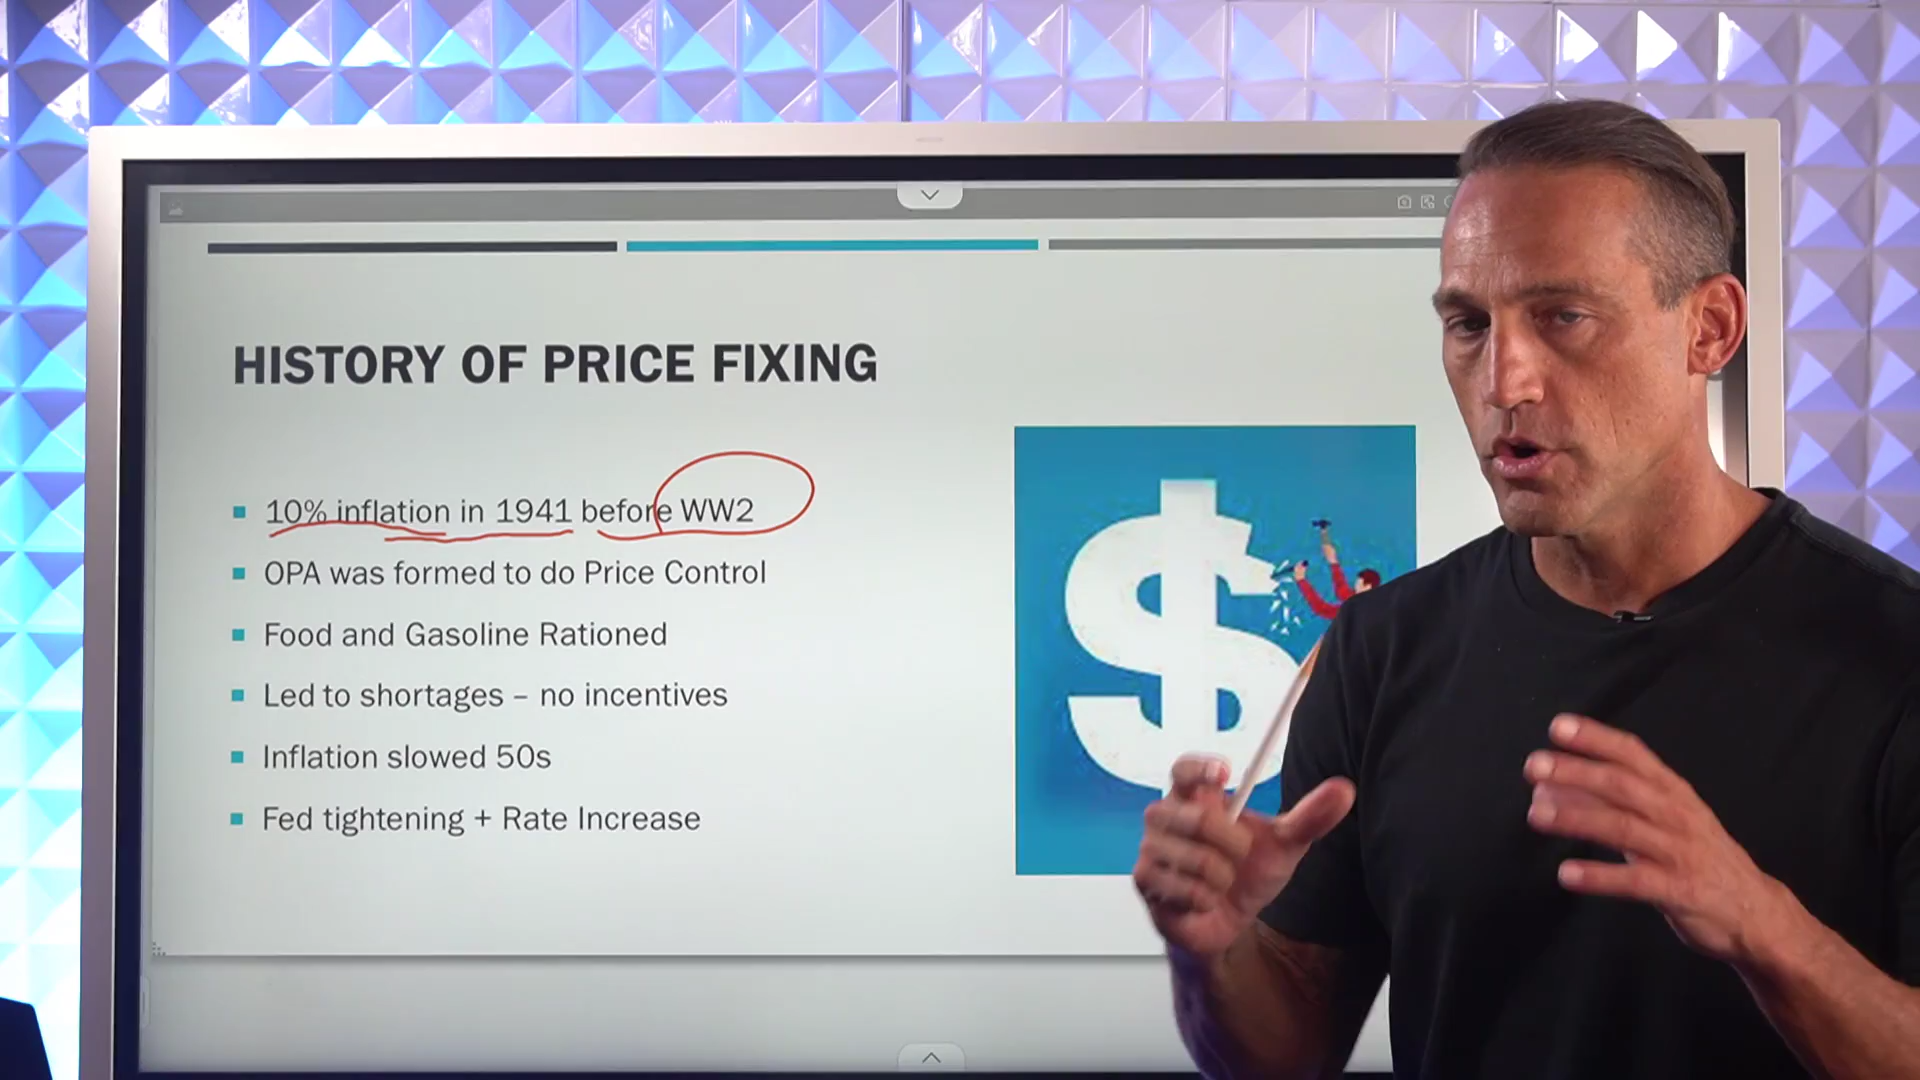 HISTORY OF PRICE FIXING
10% inflation in 1941 before WW2
OPA was formed to do Price Control
Food and Gasoline Rationed
Led to shortages – no incentives
Inflation slowed 50s
Fed tightening + Rate Increase